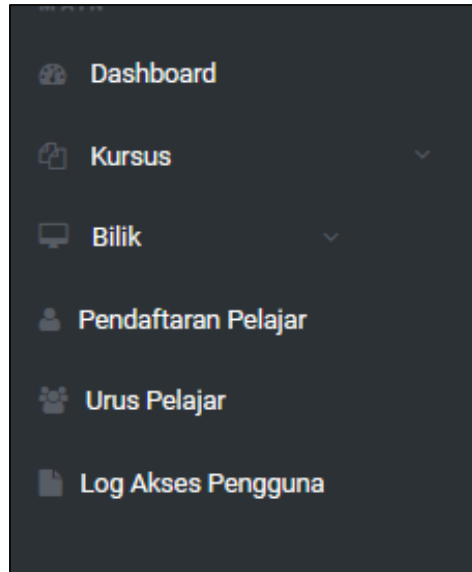 Dashboard
Kursus
Bilik
Pendaftaran Pelajar
Urus Pelajar
Log Akses Pengguna